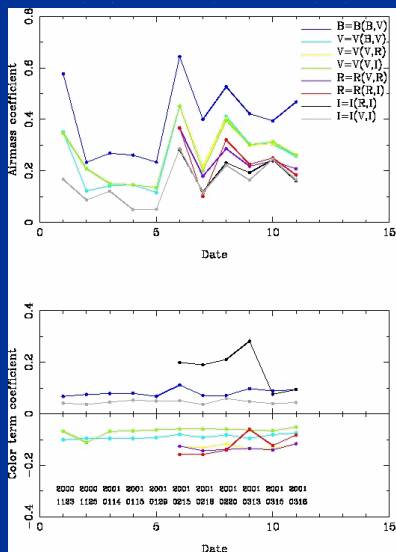 B=B(B,V)
V=V(B,V)
V=V(V,R)
V=V(V,I)
R=R(V,R)
R=R(R,I)
I=I(R,I)
I=I(V,I)
Airmass coefficient
0.8
0.6
0.4
0.2
0
0 5 10 15
Date
Color term coefficient
0.4
0.2
0
−0.2
−0.4
2000 2000 2001 2001 2001 2001 2001 2001 2001 2001 2001
1123 1125 0114 0115 0129 0215 0219 0220 0313 0315 0316
0 5 10 15
Date